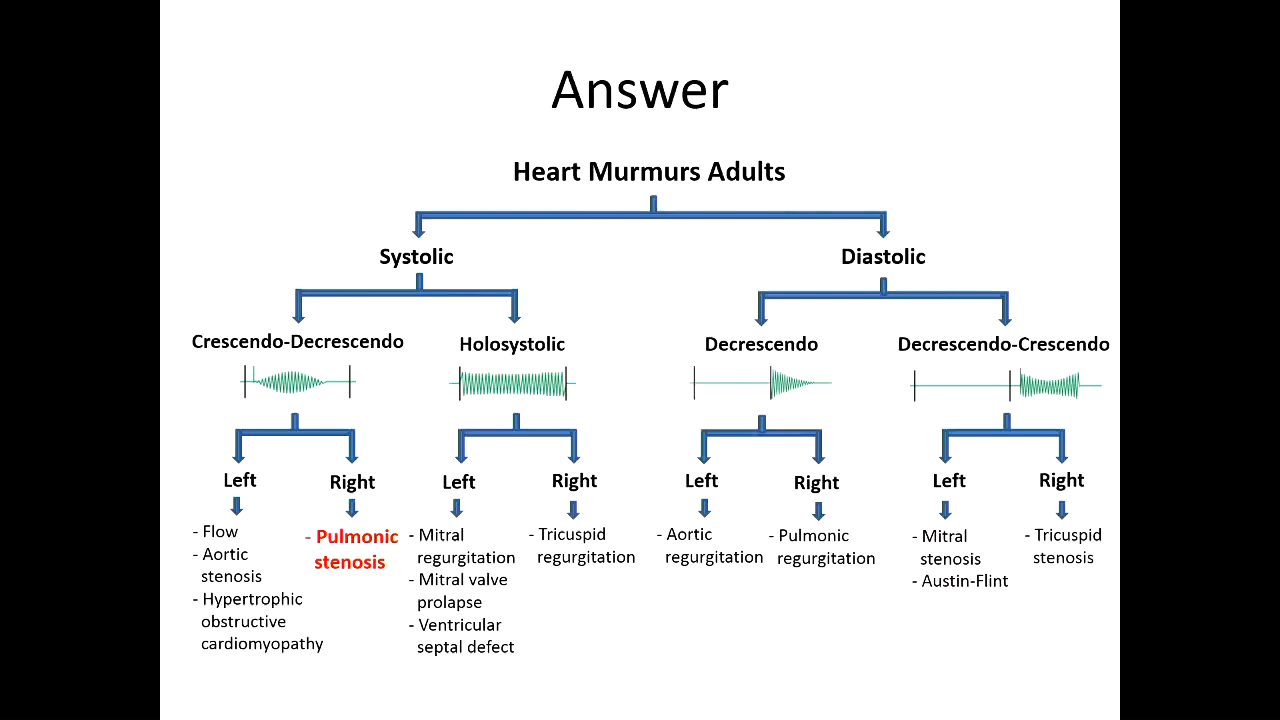 Answer
Heart Murmurs Adults
Systolic
Diastolic
Crescendo-Decrescendo
Holosystolic
Decrescendo
Decrescendo-Crescendo
Left
Right
Left
Right
Left
Right
Left
Right
- Flow
- Aortic
stenosis
- Hypertrophic
obstructive
cardiomyopathy
- Pulmonic
stenosis
- Mitral
regurgitation
- Mitral valve
prolapse
- Ventricular
septal defect
- Tricuspid
regurgitation
- Aortic
regurgitation
- Pulmonic
regurgitation
- Mitral
stenosis
- Austin-Flint
- Tricuspid
stenosis